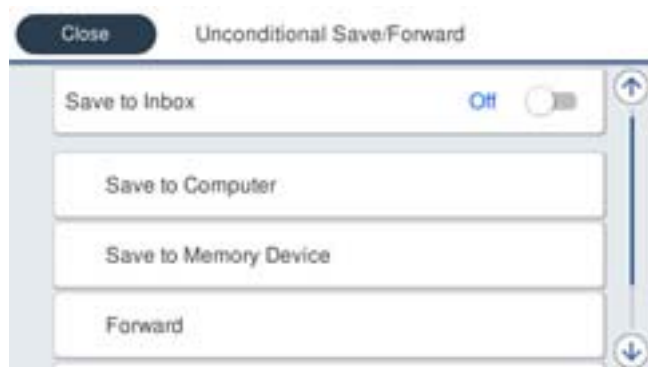 Close Unconditional Save/Forward
Save to Inbox Off
Save to Computer
Save to Memory Device
Forward